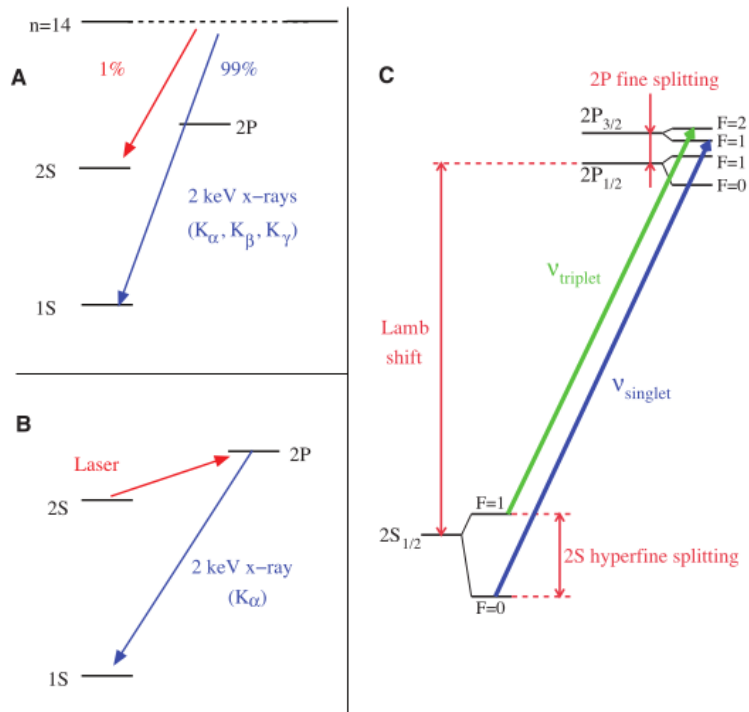 A
n=14
1%
99%
2P
2S
2 keV x−rays
(Kα, Kβ, Kγ)
1S
B
Laser
2P
2S
2 keV x−ray
(Kα)
1S
C
2P fine splitting
2P3/2
F=2
F=1
2P1/2
F=1
F=0
νtriplet
Lamb
shift
νsinglet
F=1
2S1/2
2S hyperfine splitting
F=0